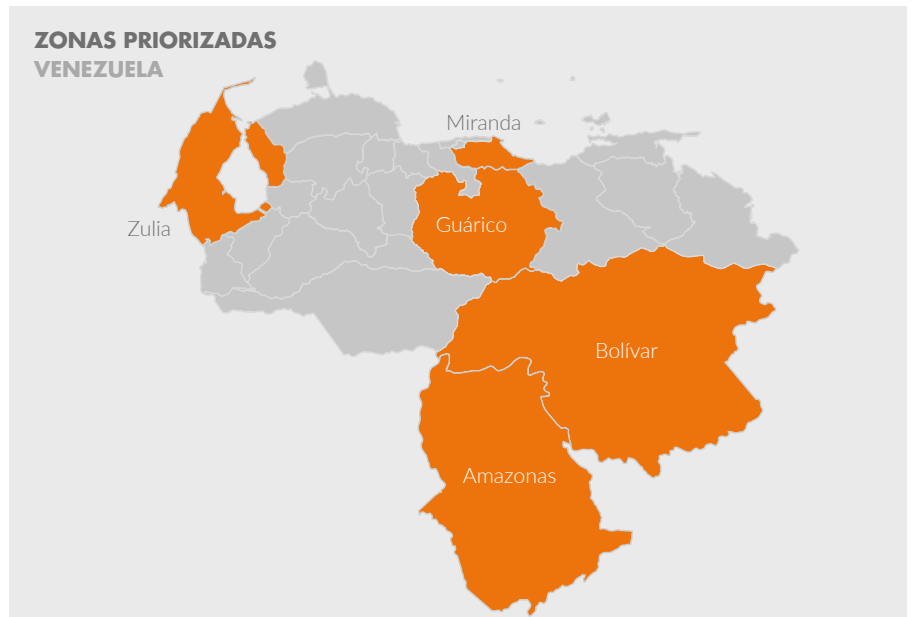 ZONAS PRIORIZADAS
VENEZUELA
Miranda
Zulia
Guárico
Bolívar
Amazonas